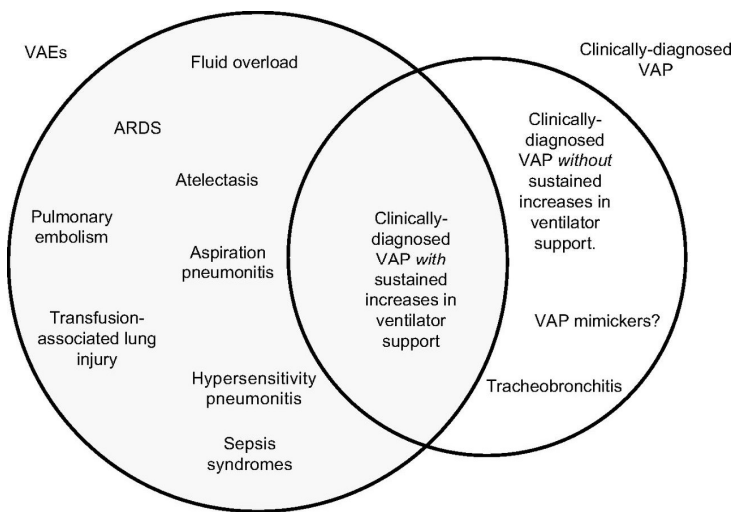 VAEs
Fluid overload
ARDS
Atelectasis
Pulmonary
embolism
Aspiration
pneumonitis
Transfusion-
associated lung
injury
Hypersensitivity
pneumonitis
Sepsis
syndromes
Clinically-
diagnosed
VAP with
sustained
increases in
ventilator
support
Clinically-diagnosed
VAP
Clinically-
diagnosed
VAP without
sustained
increases in
ventilator
support.
VAP mimickers?
Tracheobronchitis